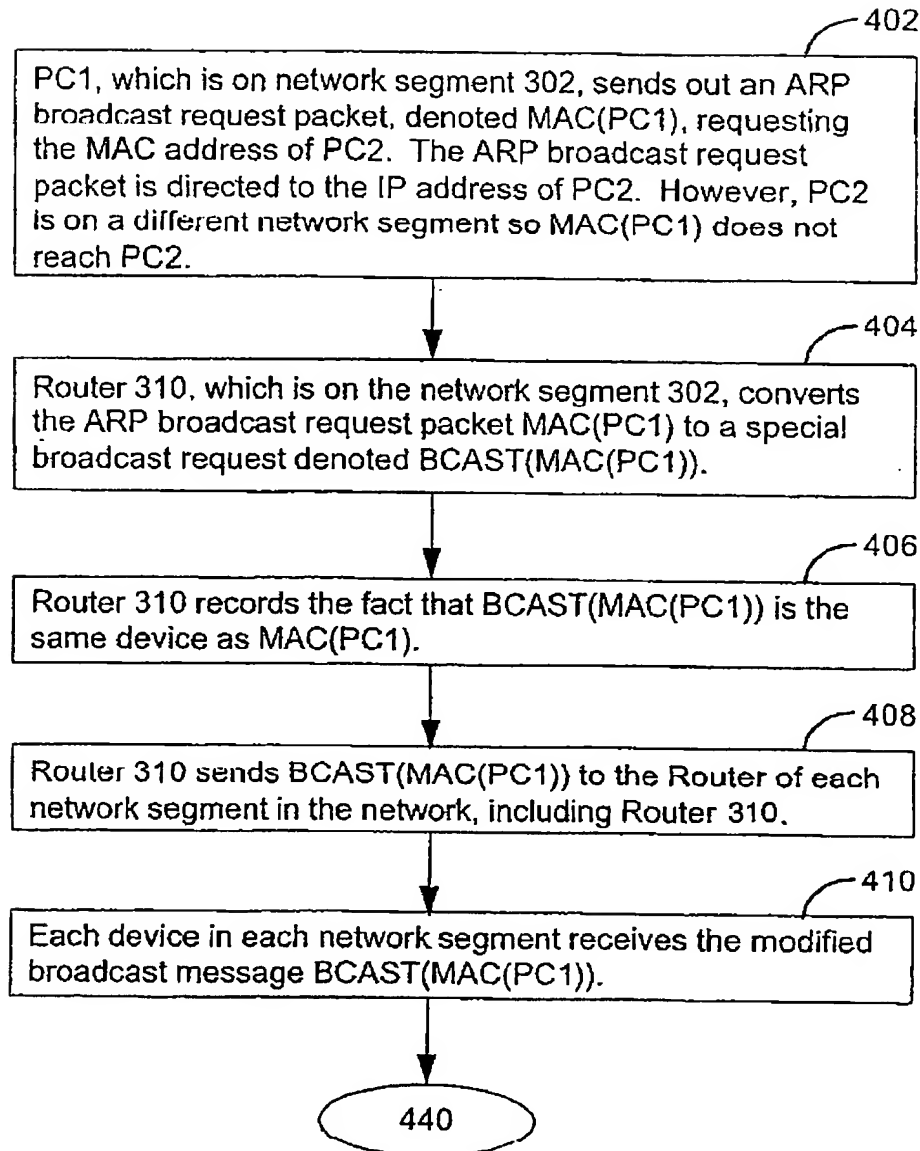 402
PC1, which is on network segment 302, sends out an ARP
broadcast request packet, denoted MAC(PC1), requesting
the MAC address of PC2. The ARP broadcast request
packet is directed to the IP address of PC2. However, PC2
is on a different network segment so MAC(PC1) does not
reach PC2.
404
Router 310, which is on the network segment 302, converts
the ARP broadcast request packet MAC(PC1) to a special
broadcast request denoted BCAST(MAC(PC1)).
406
Router 310 records the fact that BCAST(MAC(PC1)) is the
same device as MAC(PC1).
408
Router 310 sends BCAST(MAC(PC1)) to the Router of each
network segment in the network, including Router 310.
410
Each device in each network segment receives the modified
broadcast message BCAST(MAC(PC1)).
440